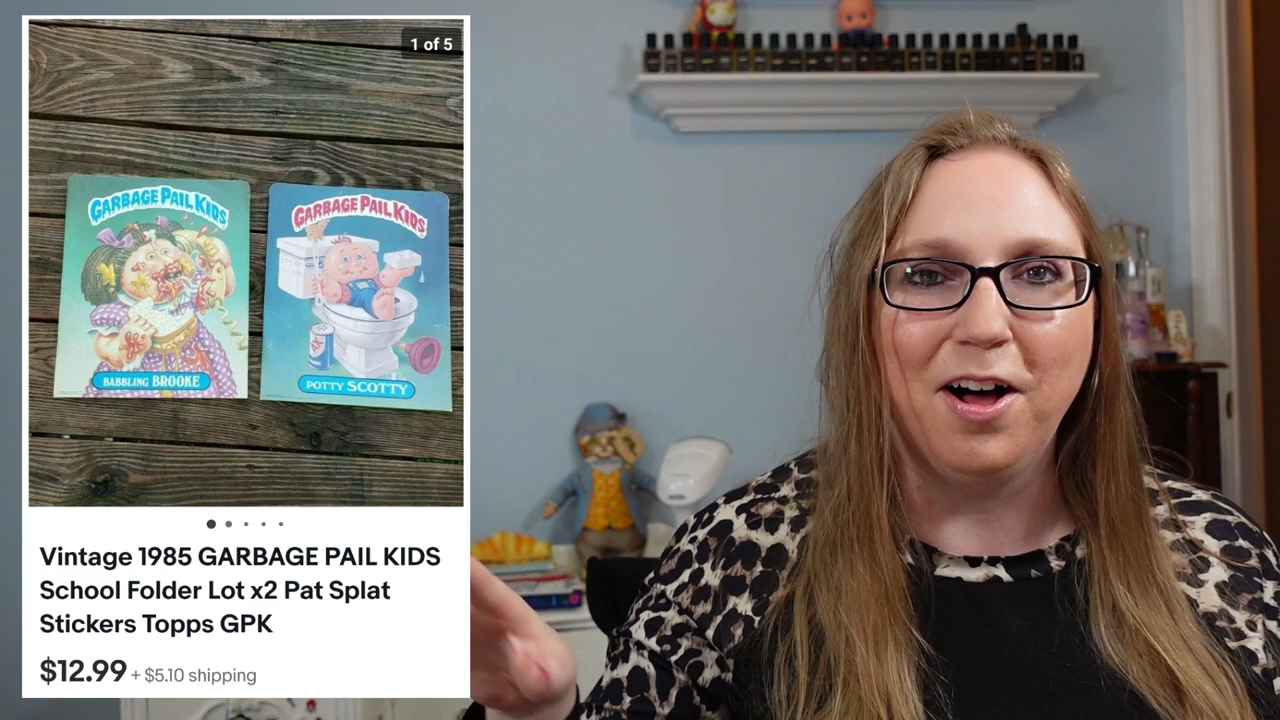 1 of 5
GARBAGE PAIL KIDS
BABBLING BROOKE
GARBAGE PAIL KIDS
POTTY SCOTTY
Vintage 1985 GARBAGE PAIL KIDS
School Folder Lot x2 Pat Splat
Stickers Topps GPK
$12.99 + $5.10 shipping